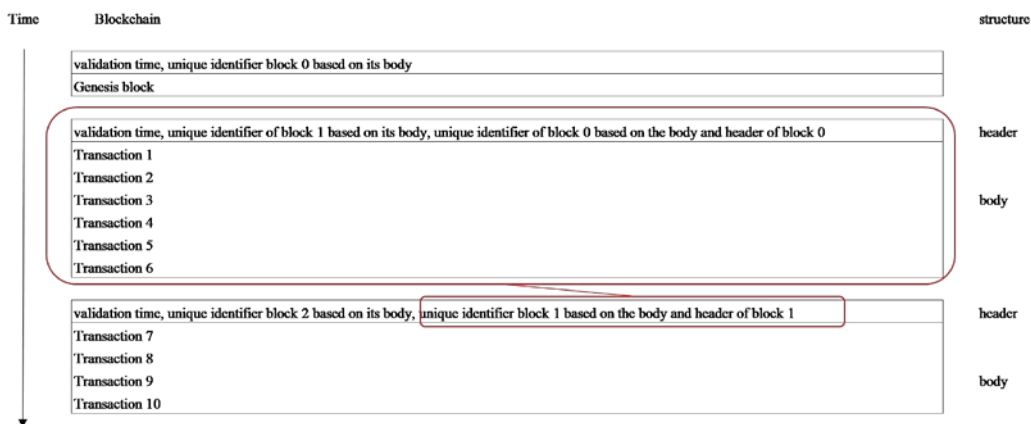 Time Blockchain structure
validation time, unique identifier block 0 based on its body
Genesis block
validation time, unique identifier of block 1 based on its body, unique identifier of block 0 based on the body and header of block 0 header
Transaction 1
Transaction 2
Transaction 3 body
Transaction 4
Transaction 5
Transaction 6
validation time, unique identifier block 2 based on its body, unique identifier block 1 based on the body and header of block 1 header
Transaction 7
Transaction 8
Transaction 9 body
Transaction 10